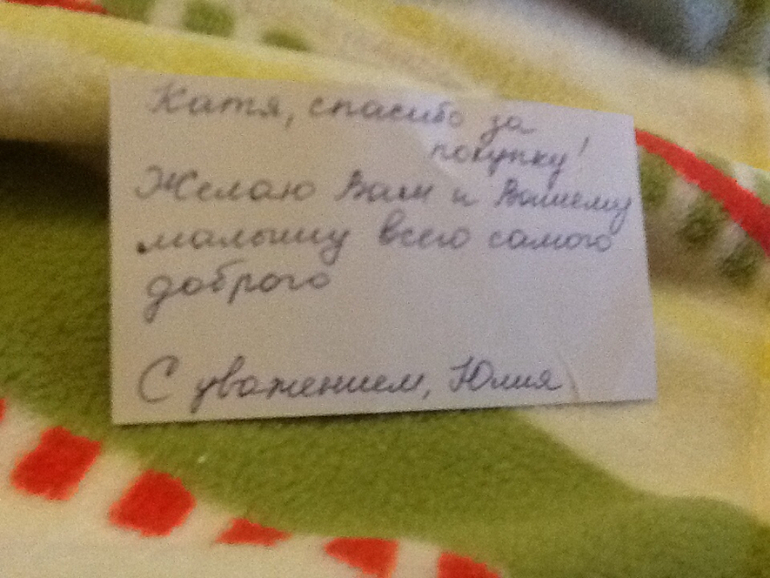 Катя, спасибо за
покупку!
Желаю Вам и Вашему
малышу всего самого
доброго
С уважением, Юлия